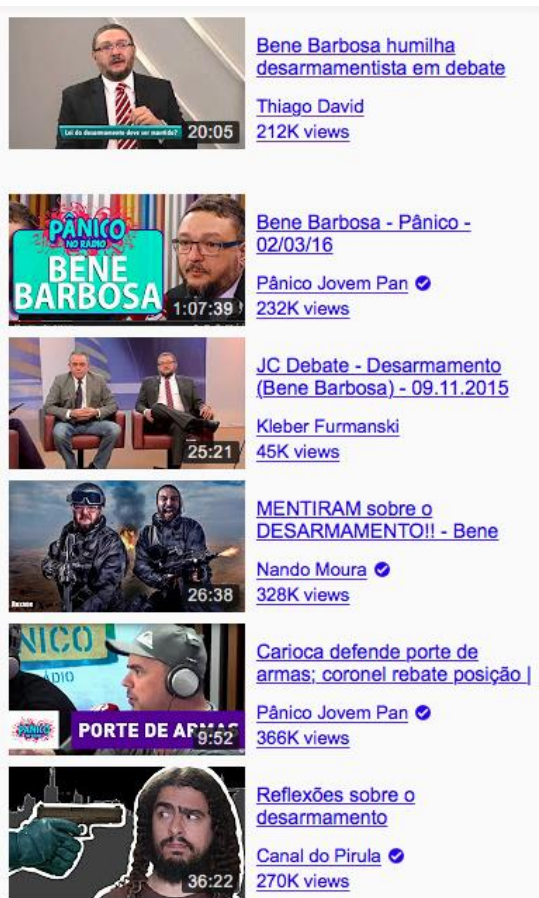 Lei do desarmamento deve ser mantida?
20:05
Bene Barbosa humilha
desarmamentista em debate
Thiago David
212K views
PÂNICO
NO RÁDIO
BENE
BARBOSA
1:07:39
Bene Barbosa - Pânico -
02/03/16
Pânico Jovem Pan
232K views
25:21
JC Debate - Desarmamento
(Bene Barbosa) - 09.11.2015
Kleber Furmanski
45K views
26:38
MENTIRAM sobre o
DESARMAMENTO!! - Bene
Nando Moura
328K views
NICO
ÁDIO
PÂNICO
PORTE DE ARMAS
9:52
Carioca defende porte de
armas; coronel rebate posição |
Pânico Jovem Pan
366K views
36:22
Reflexões sobre o
desarmamento
Canal do Pirula
270K views